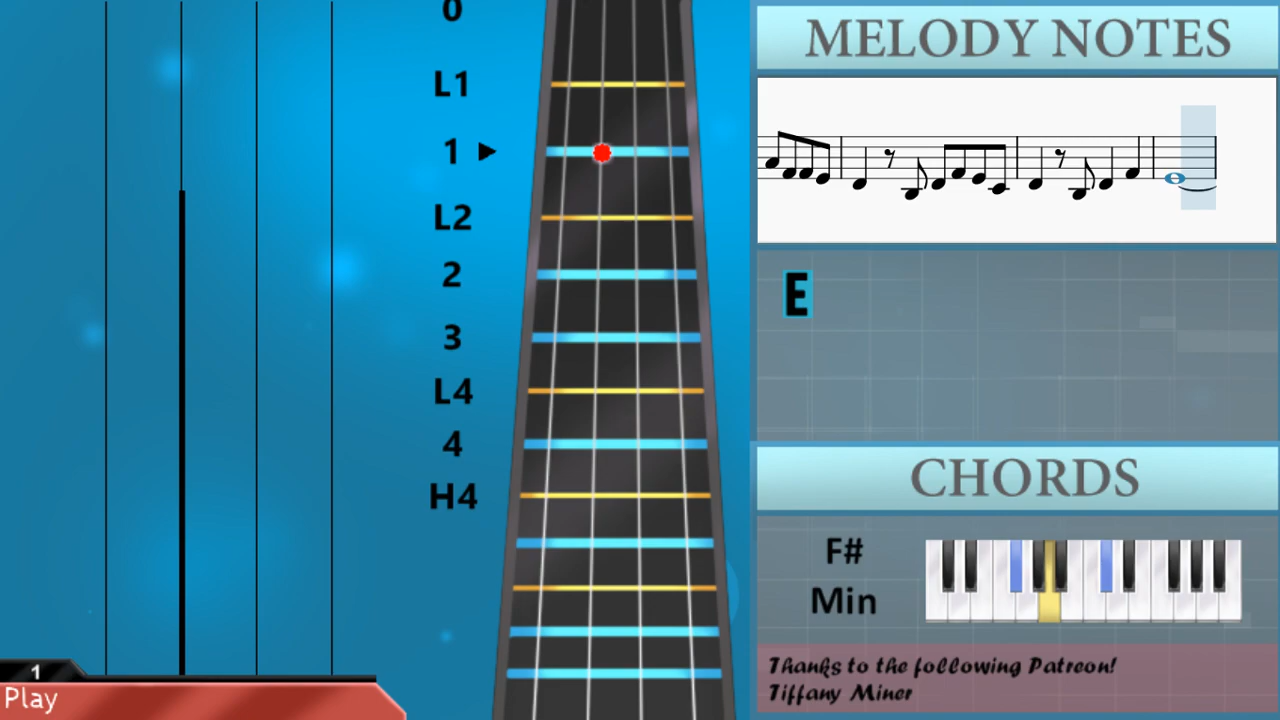 0
L1
1
L2
2
3
L4
4
H4
1
Play
MELODY NOTES
E
CHORDS
F#
Min
Thanks to the following Patreon!
Tiffany Miner